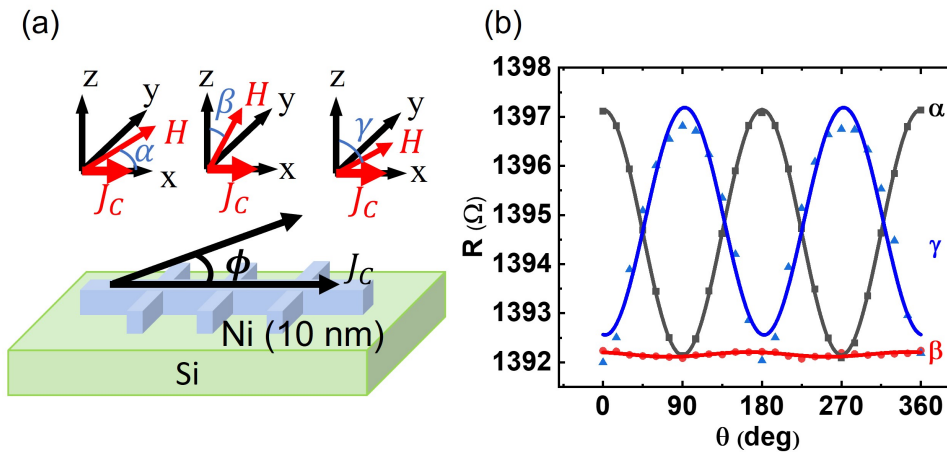 (a)
z y H α x J_C
z β H y x J_C
z γ y H x J_C
ϕ J_C
Ni (10 nm)
Si
(b)
1398
1397
1396
1395
1394
1393
1392
R (Ω)
α
γ
β
0 90 180 270 360
θ (deg)